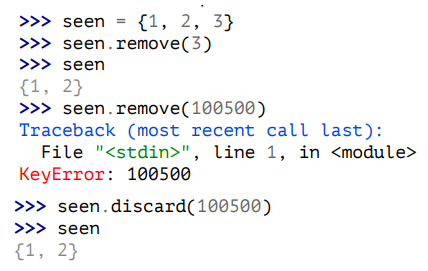 >>> seen = {1, 2, 3}
>>> seen.remove(3)
>>> seen
{1, 2}
>>> seen.remove(100500)
Traceback (most recent call last):
  File "<stdin>", line 1, in <module>
KeyError: 100500
>>> seen.discard(100500)
>>> seen
{1, 2}